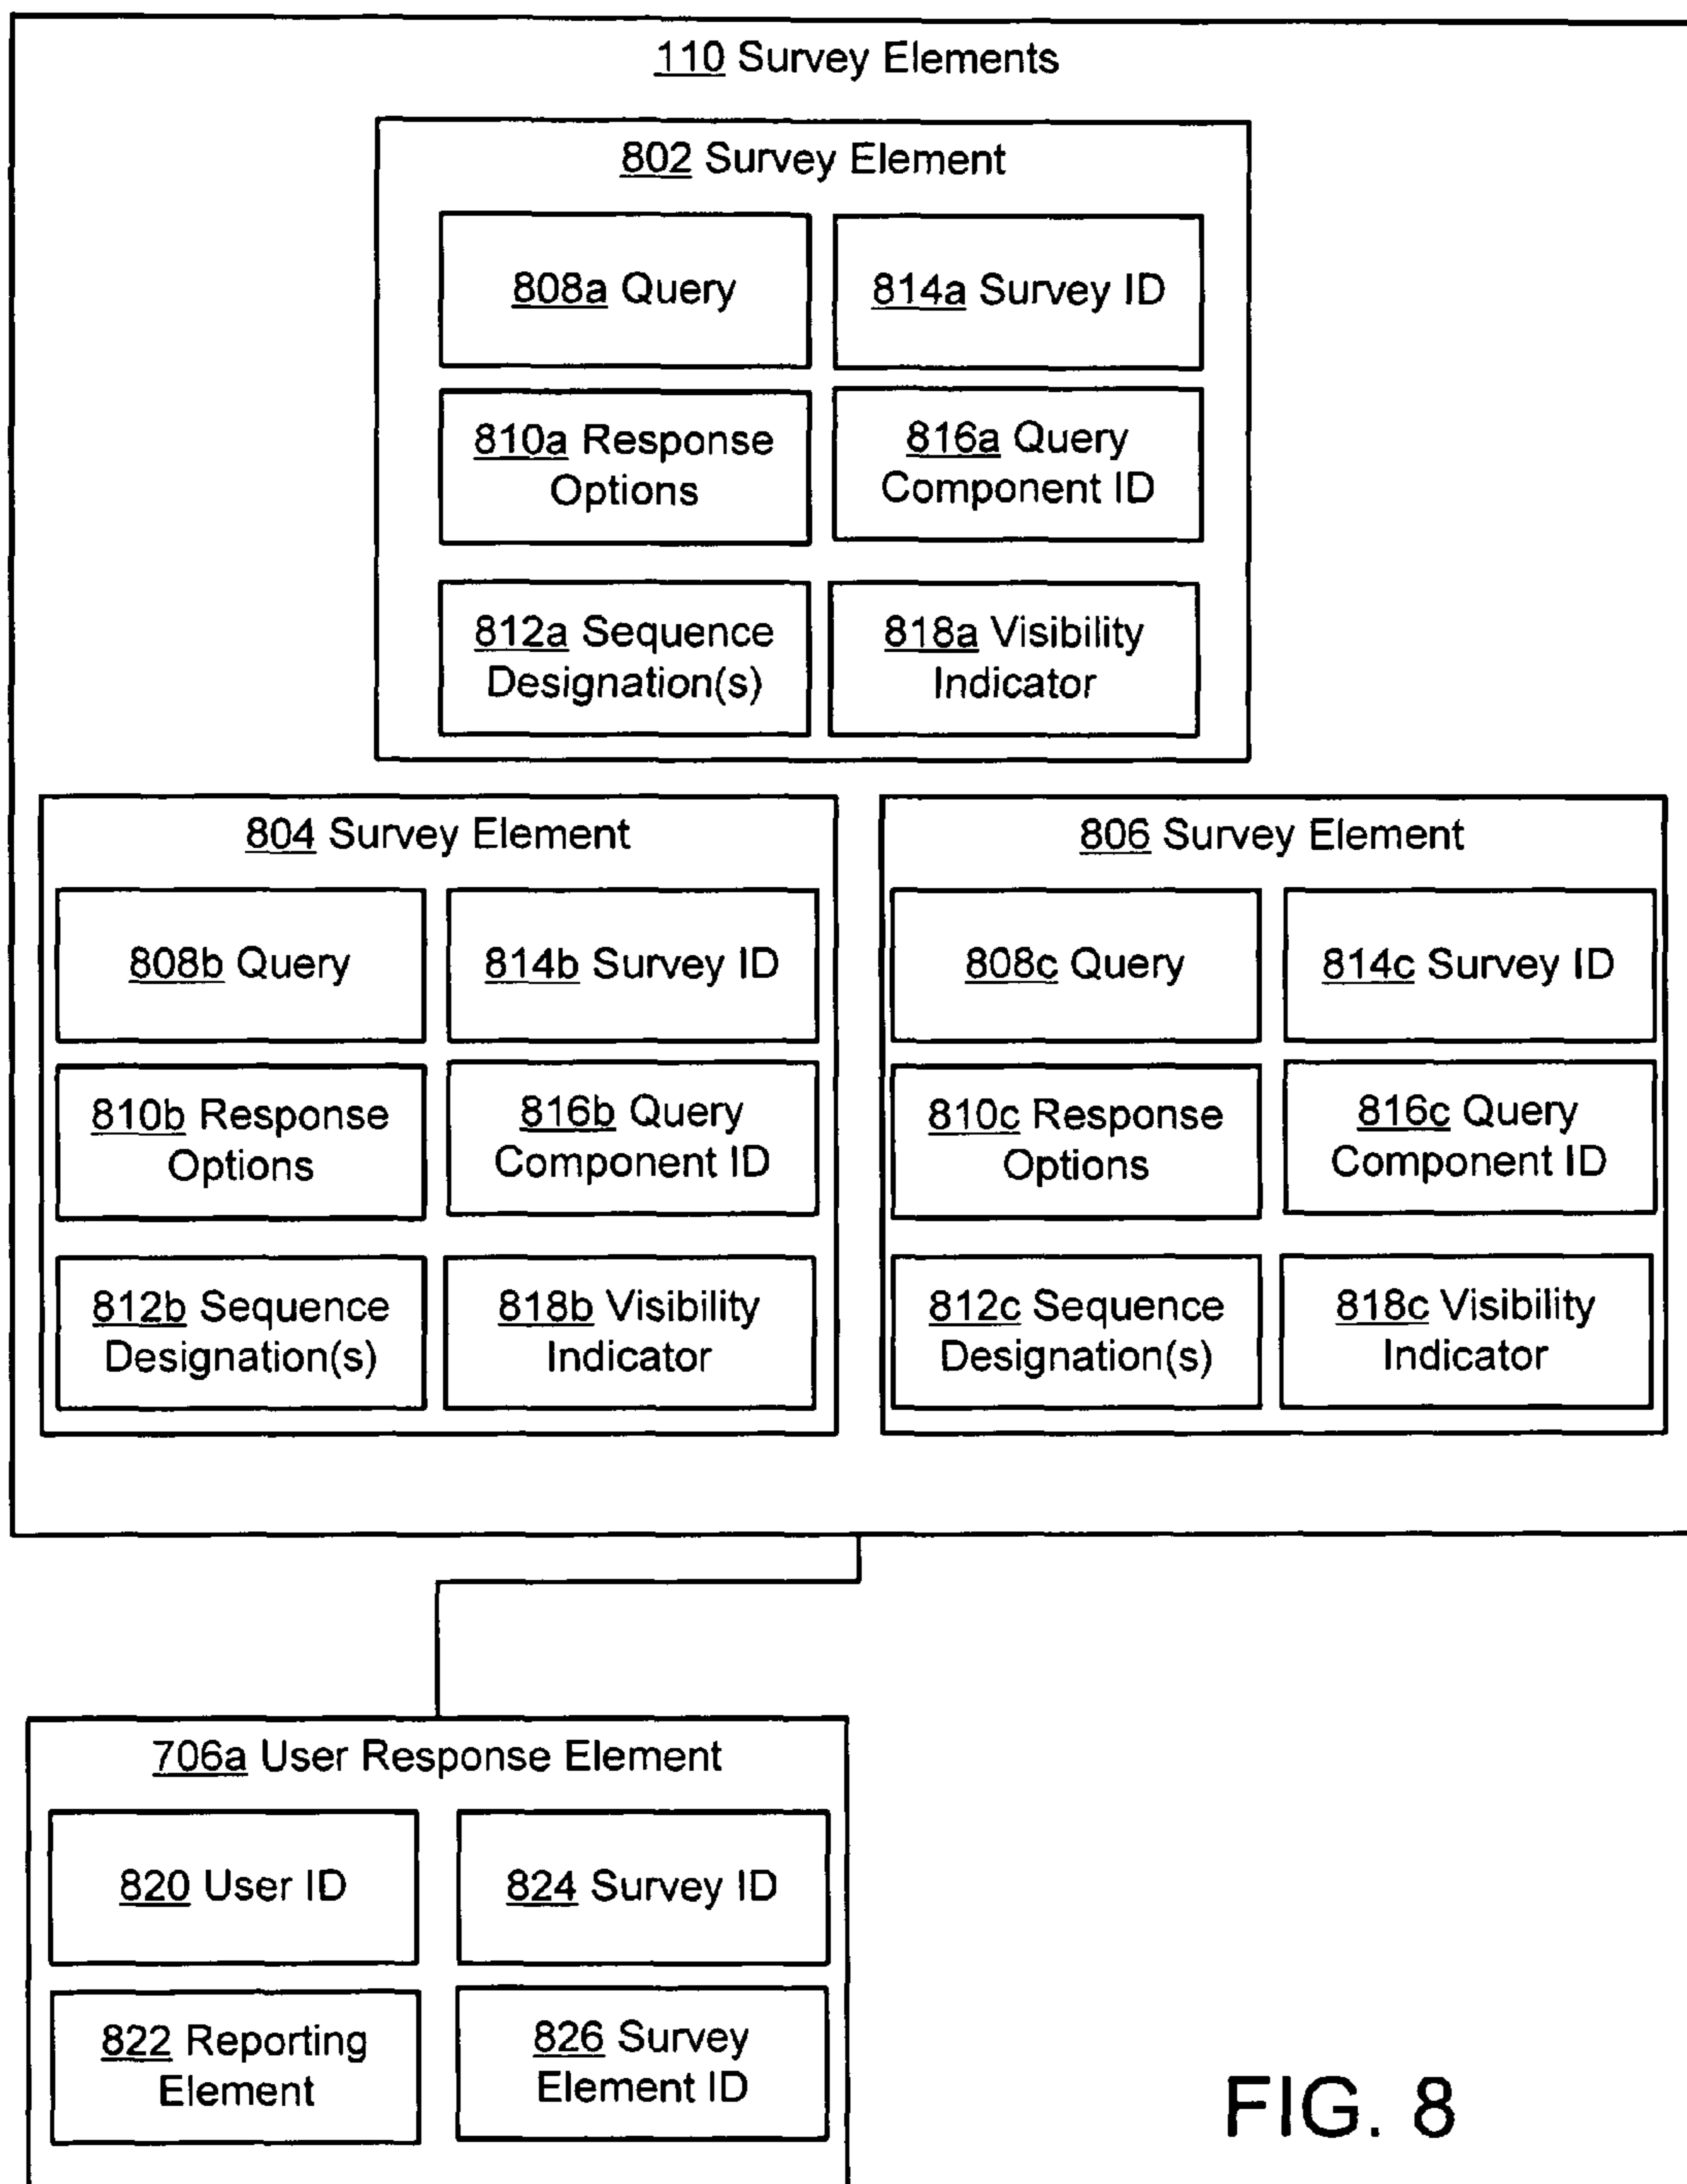 110 Survey Elements
802 Survey Element
808a Query
814a Survey ID
810a Response
Options
816a Query
Component ID
812a Sequence
Designation(s)
818a Visibility
Indicator
804 Survey Element
808b Query
814b Survey ID
810b Response
Options
816b Query
Component ID
812b Sequence
Designation(s)
818b Visibility
Indicator
806 Survey Element
808c Query
814c Survey ID
810c Response
Options
816c Query
Component ID
812c Sequence
Designation(s)
818c Visibility
Indicator
706a User Response Element
820 User ID
824 Survey ID
822 Reporting
Element
826 Survey
Element ID
FIG. 8